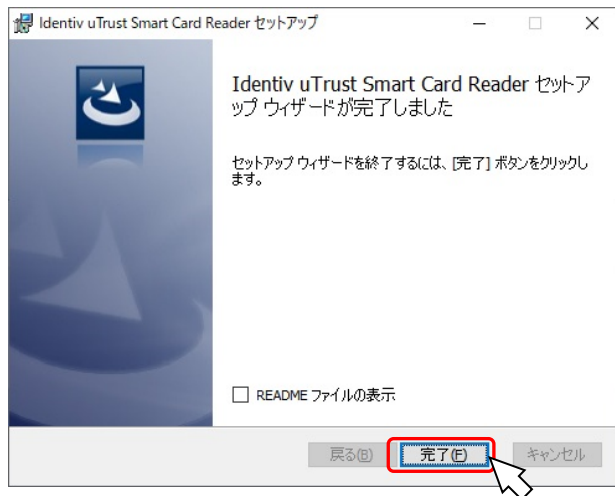 Identiv uTrust Smart Card Reader セットアップ
Identiv uTrust Smart Card Reader セットア
ップ ウィザードが完了しました
セットアップ ウィザードを終了するには、[完了] ボタンをクリックし
ます。
README ファイルの表示
戻る(B) 完了(F) キャンセル